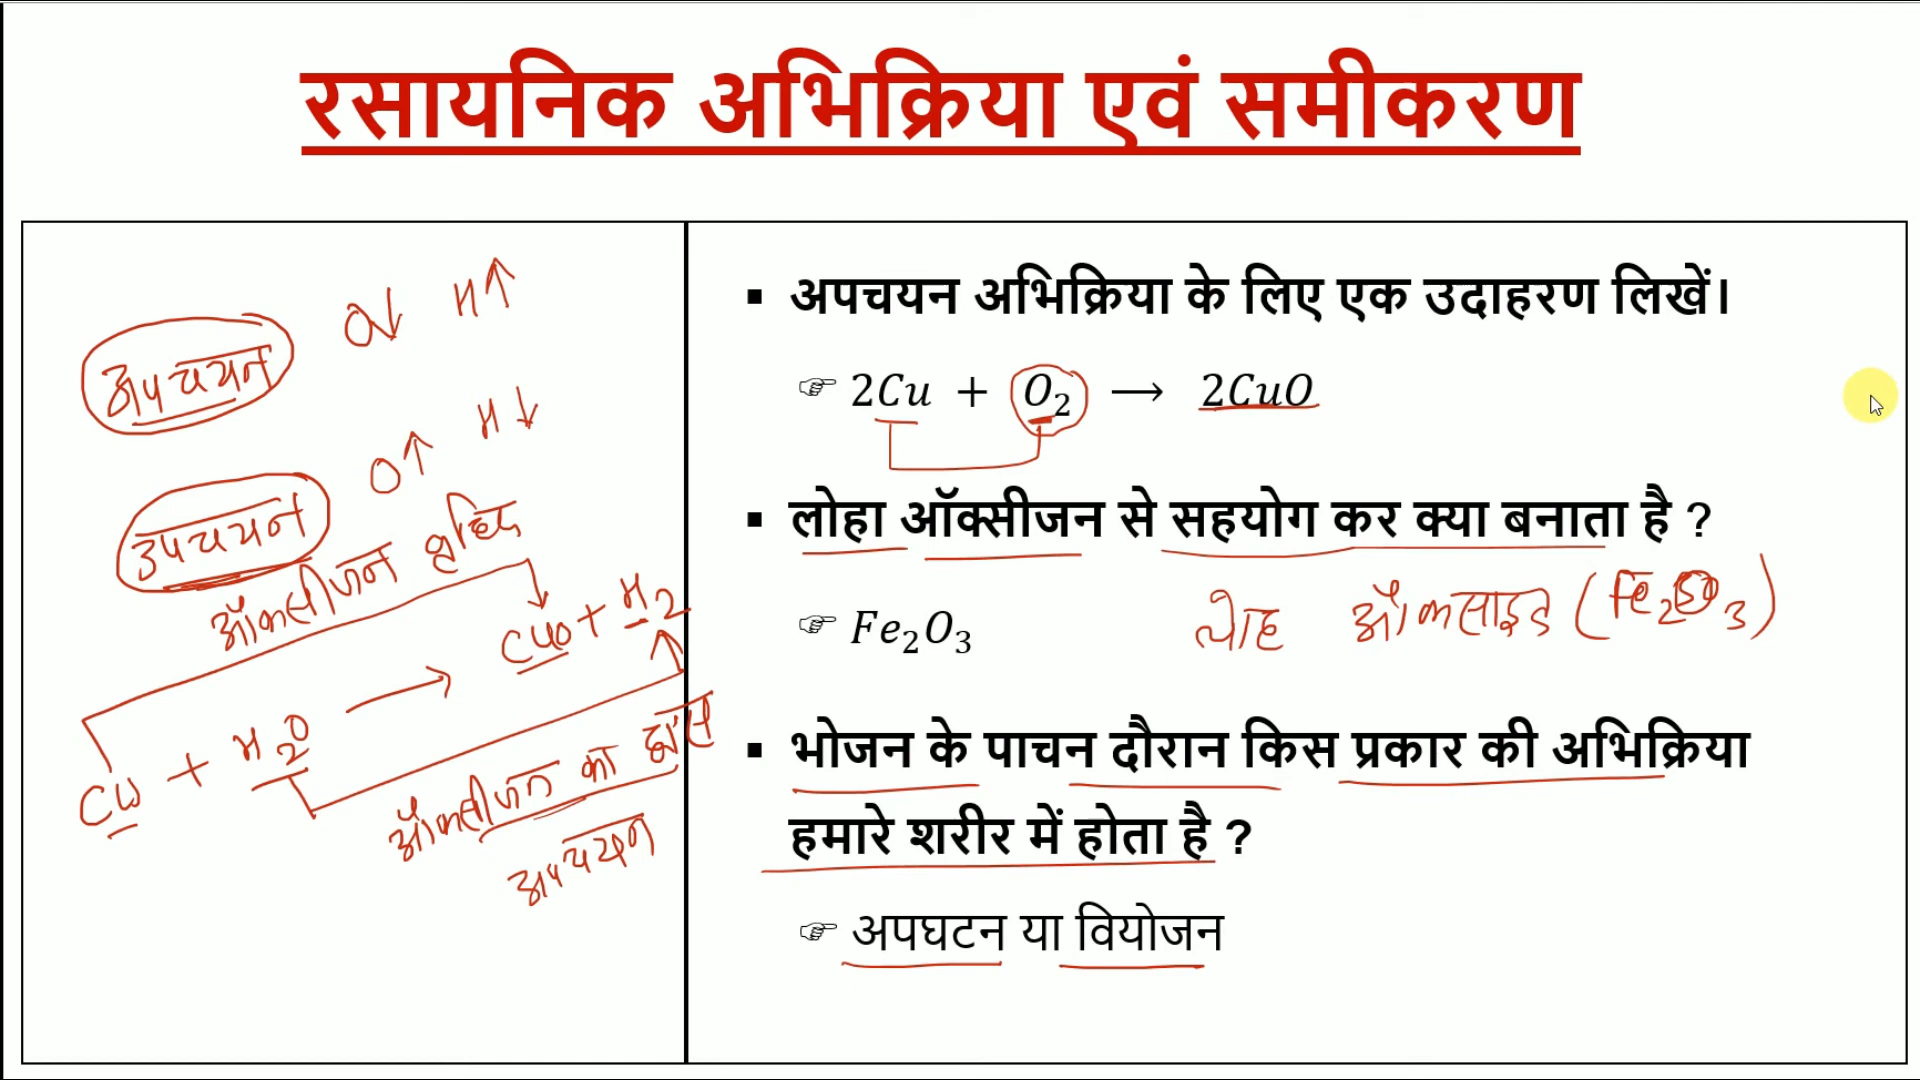 रसायनिक अभिक्रिया एवं समीकरण
अपचयन O↓ H↑
उपचयन O↑ H↓
ऑक्सीजन वृद्धि
Cu + H₂O ⟶ CuO + H₂
ऑक्सीजन का ह्रास
अपचयन
▪ अपचयन अभिक्रिया के लिए एक उदाहरण लिखें।
☞ 2Cu + O₂ ⟶ 2CuO
▪ लोहा ऑक्सीजन से सहयोग कर क्या बनाता है ?
☞ Fe₂O₃ लोह ऑक्साइड (Fe₂O₃)
▪ भोजन के पाचन दौरान किस प्रकार की अभिक्रिया
हमारे शरीर में होता है ?
☞ अपघटन या वियोजन